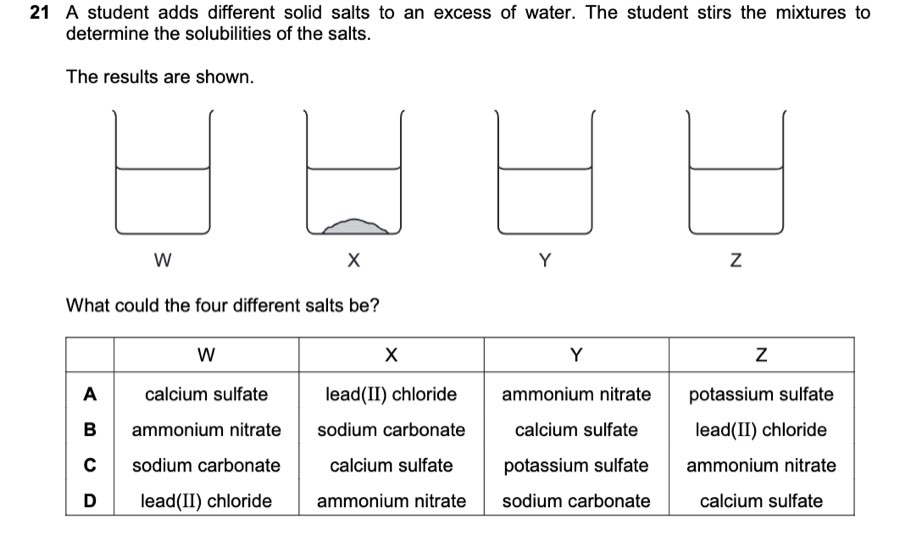 21 A student adds different solid salts to an excess of water. The student stirs the mixtures to
determine the solubilities of the salts.
The results are shown.
W X Y Z
What could the four different salts be?
W X Y Z
A calcium sulfate lead(II) chloride ammonium nitrate potassium sulfate
B ammonium nitrate sodium carbonate calcium sulfate lead(II) chloride
C sodium carbonate calcium sulfate potassium sulfate ammonium nitrate
D lead(II) chloride ammonium nitrate sodium carbonate calcium sulfate